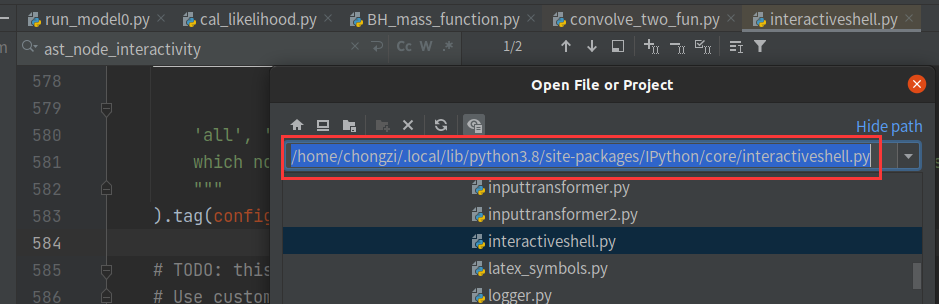 run_model0.py × cal_likelihood.py × BH_mass_function.py × convolve_two_fun.py × interactiveshell.py ×
ast_node_interactivity × Cc W .* 1/2
Open File or Project
Hide path
/home/chongzi/.local/lib/python3.8/site-packages/IPython/core/interactiveshell.py
578
579
580 'all', '
581 which no
582 """
583 ).tag(config
584
585 # TODO: this
586 # Use custom
inputtransformer.py
inputtransformer2.py
interactiveshell.py
latex_symbols.py
logger.py